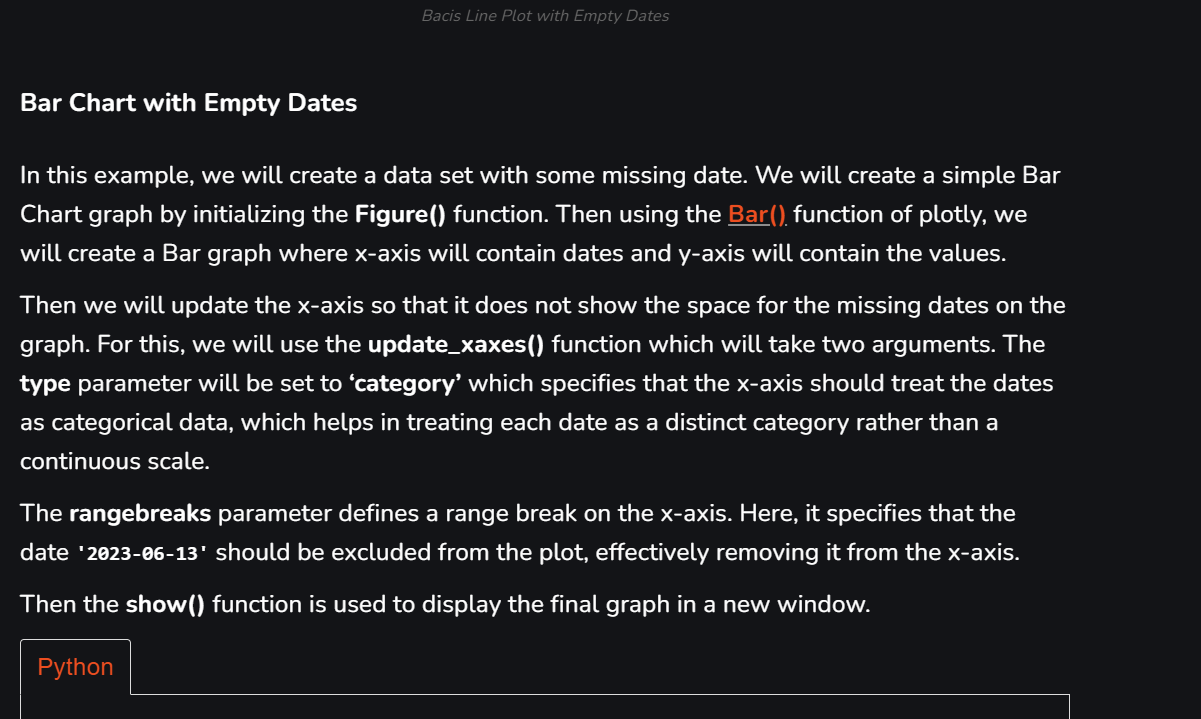 Bacis Line Plot with Empty Dates
Bar Chart with Empty Dates
In this example, we will create a data set with some missing date. We will create a simple Bar
Chart graph by initializing the Figure() function. Then using the Bar() function of plotly, we
will create a Bar graph where x-axis will contain dates and y-axis will contain the values.
Then we will update the x-axis so that it does not show the space for the missing dates on the
graph. For this, we will use the update_xaxes() function which will take two arguments. The
type parameter will be set to ‘category’ which specifies that the x-axis should treat the dates
as categorical data, which helps in treating each date as a distinct category rather than a
continuous scale.
The rangebreaks parameter defines a range break on the x-axis. Here, it specifies that the
date '2023-06-13' should be excluded from the plot, effectively removing it from the x-axis.
Then the show() function is used to display the final graph in a new window.
Python